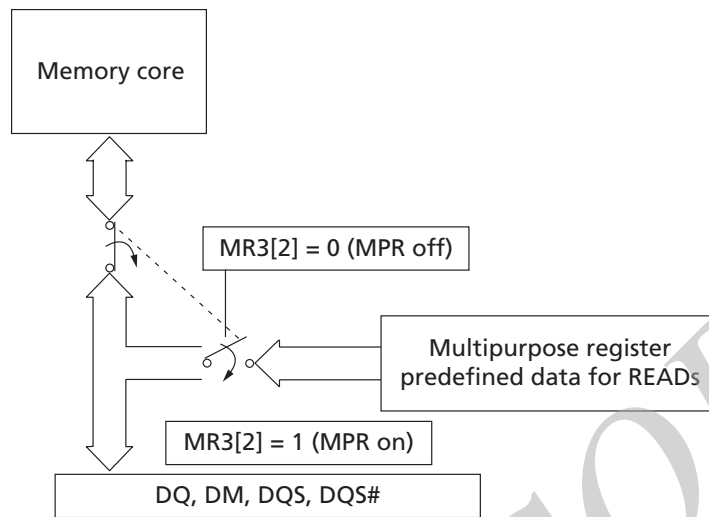 Memory core
MR3[2] = 0 (MPR off)
Multipurpose register
predefined data for READs
MR3[2] = 1 (MPR on)
DQ, DM, DQS, DQS#